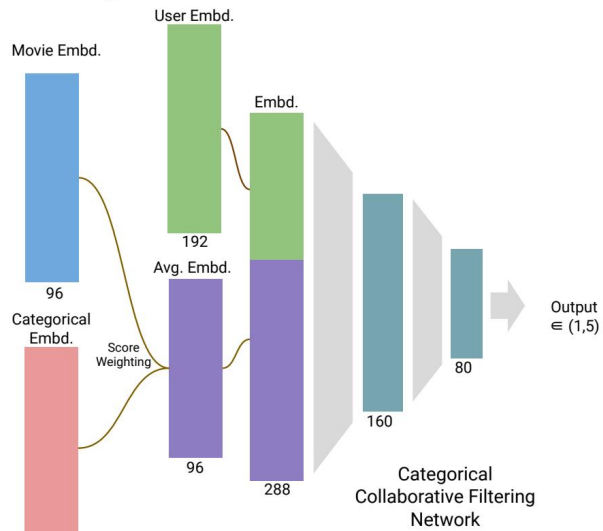 User Embd.
Movie Embd.
Embd.
192
Avg. Embd.
96
Categorical
Embd.
Score
Weighting
Output
∈ (1,5)
80
160
96
288
Categorical
Collaborative Filtering
Network